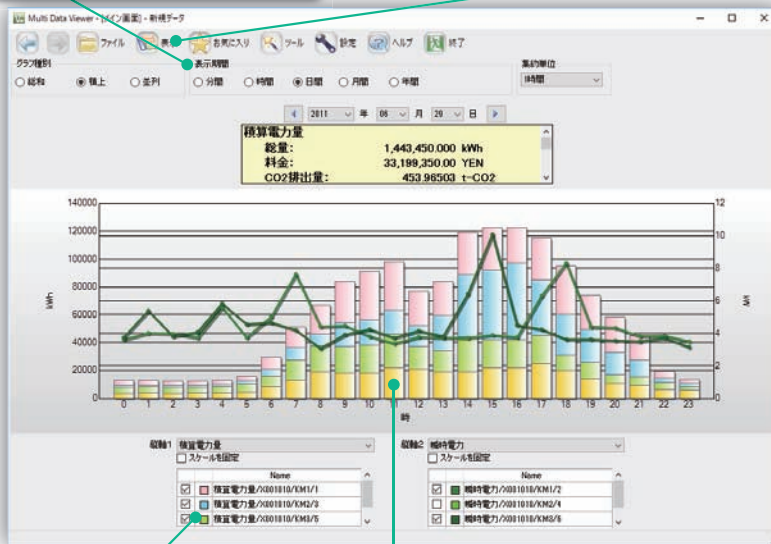 Multi Data Viewer - [メイン画面] - 新規データ
ファイル 表示 お気に入り ツール 設定 ヘルプ 終了
グラフ種別 表示期間 集約単位
総和 積上 並列 分間 時間 日間 月間 年間 1時間
2011 年 06 月 29 日
積算電力量
総量: 1,443,450.000 kWh
料金: 33,199,350.00 YEN
CO2排出量: 453.96503 t-CO2
140000 12
120000 10
100000 8
80000
kWh 6 kW
60000
40000 4
20000 2
0 0
0 1 2 3 4 5 6 7 8 9 10 11 12 13 14 15 16 17 18 19 20 21 22 23
時
縦軸1 積算電力量 縦軸2 瞬時電力
スケールを固定 スケールを固定
Name Name
積算電力量/X001010/KM1/1 瞬時電力/X001010/KM1/2
積算電力量/X001010/KM2/3 瞬時電力/X001010/KM2/4
積算電力量/X001010/KM3/5 瞬時電力/X001010/KM3/6